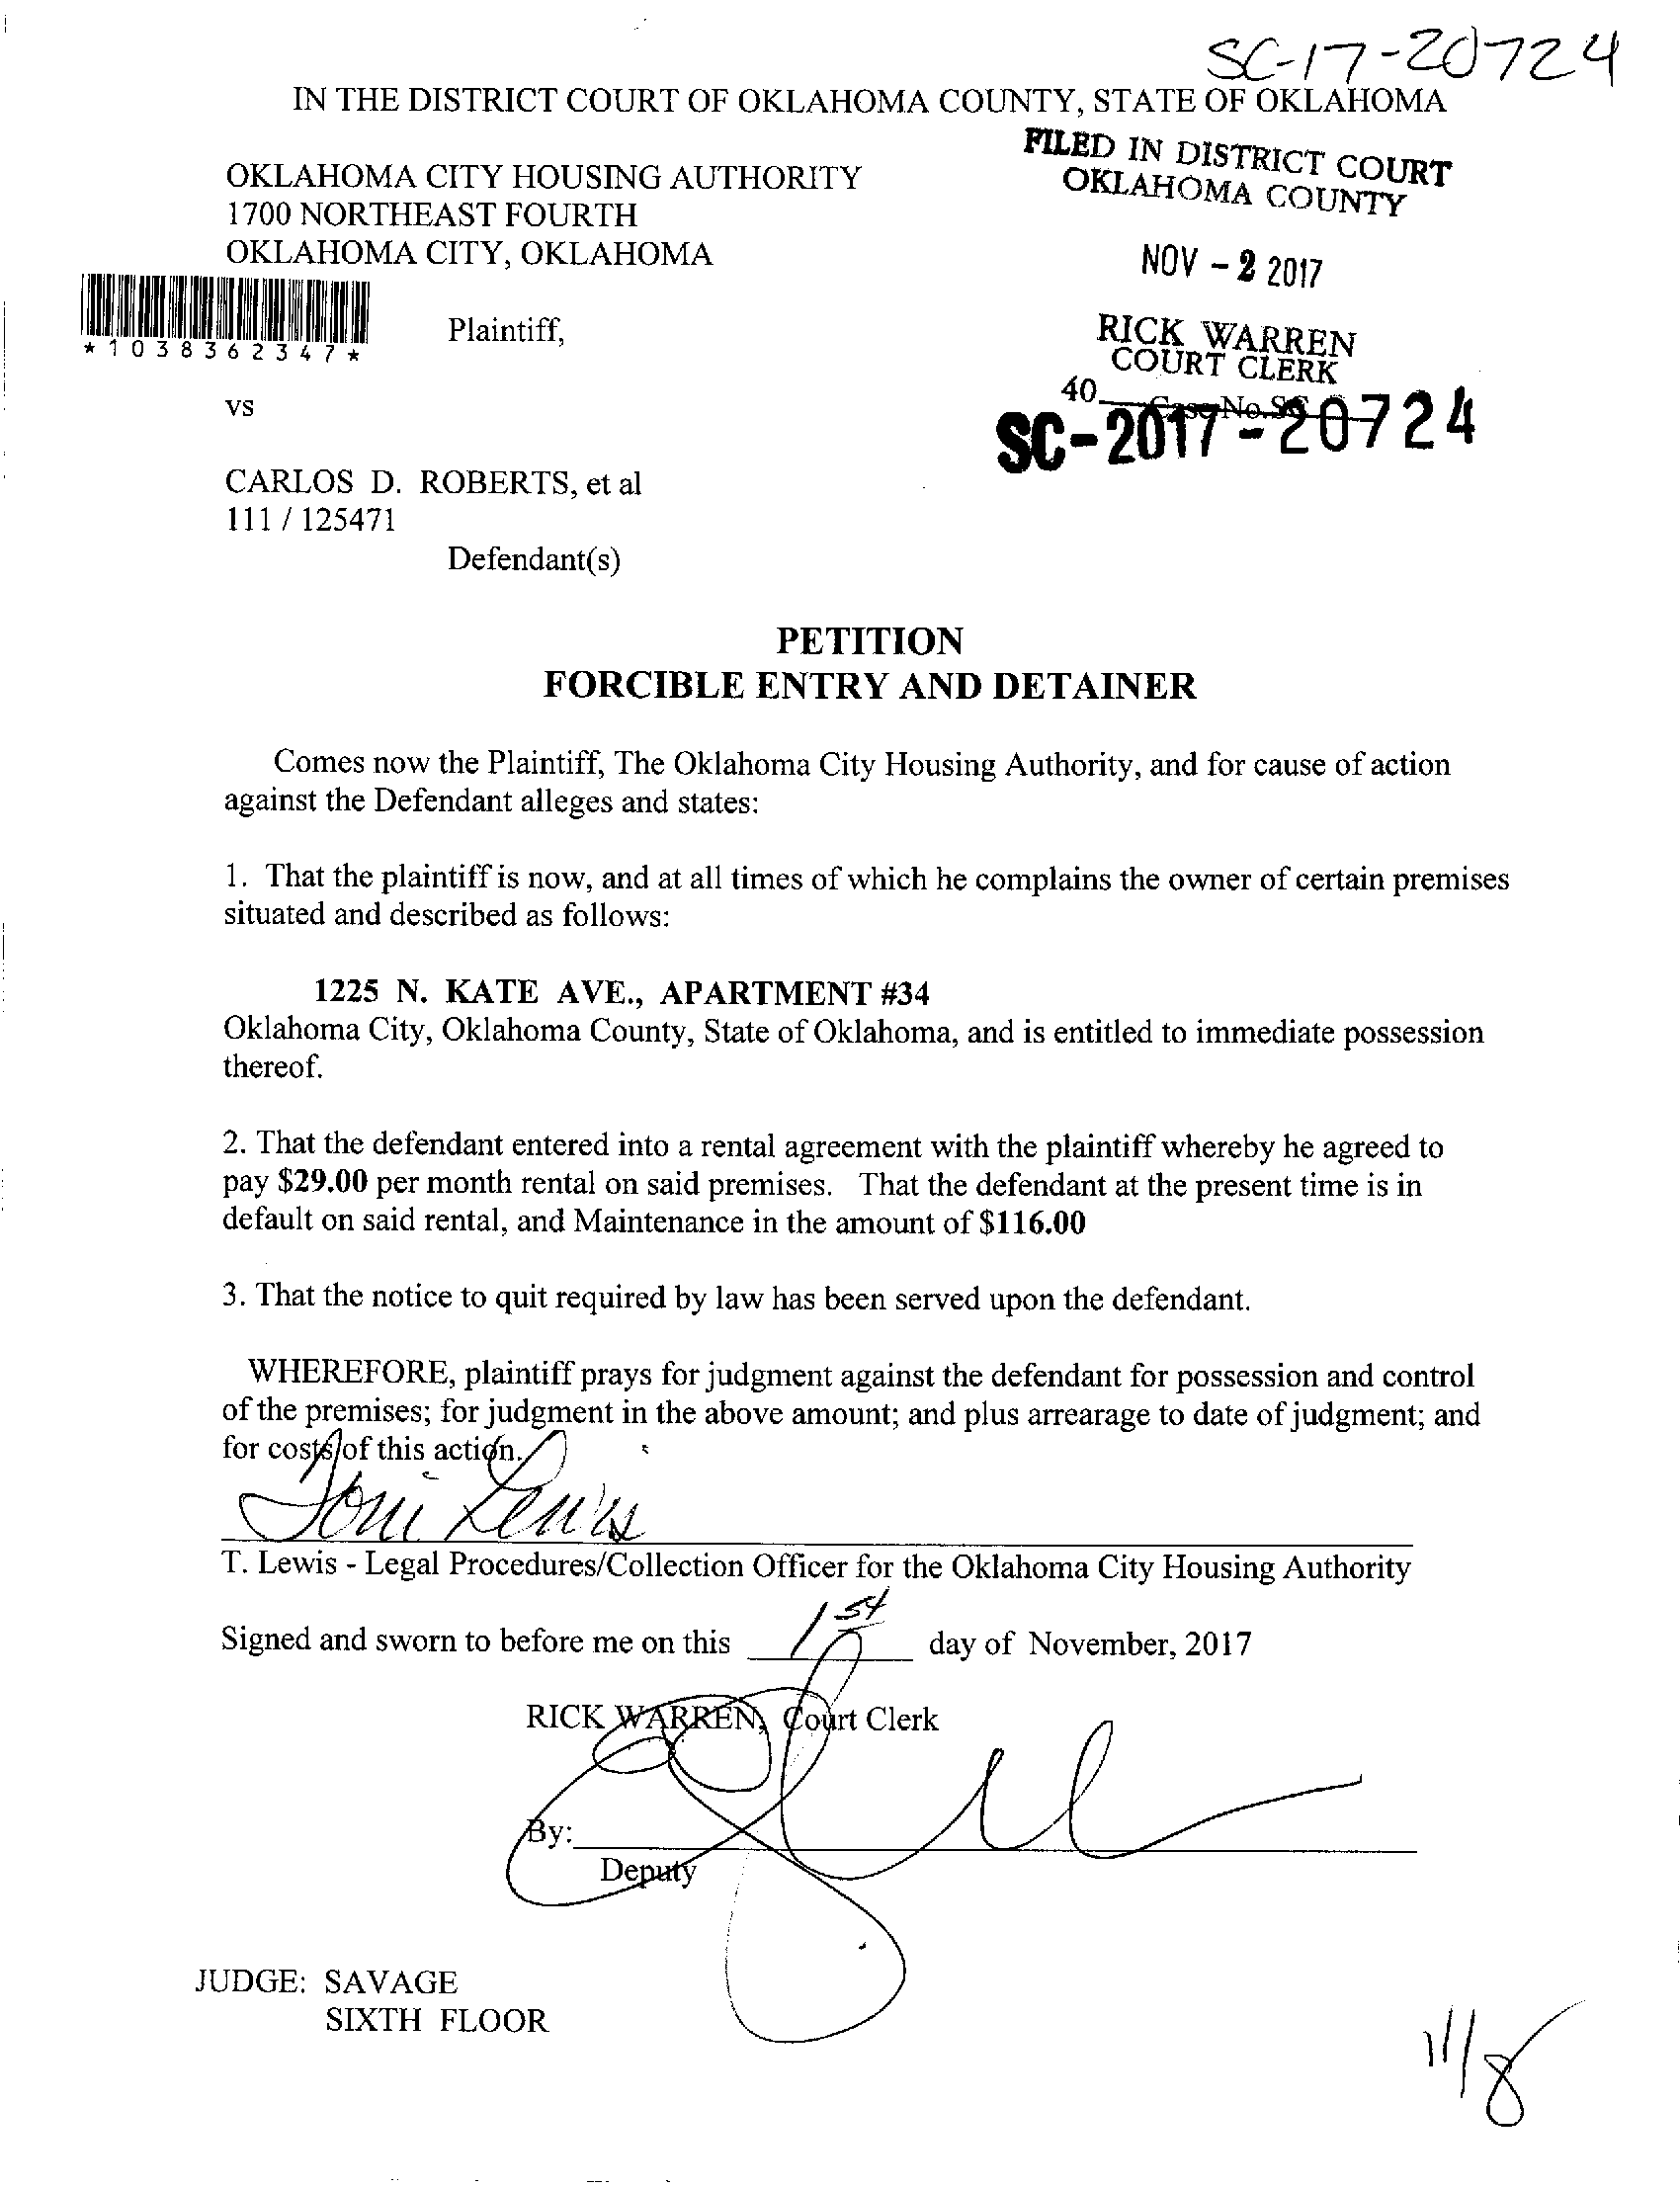 SC-17-20724
IN THE DISTRICT COURT OF OKLAHOMA COUNTY, STATE OF OKLAHOMA
FILED IN DISTRICT COURT
OKLAHOMA COUNTY
OKLAHOMA CITY HOUSING AUTHORITY
1700 NORTHEAST FOURTH
OKLAHOMA CITY, OKLAHOMA
NOV - 2 2017
*1038362347*
Plaintiff,
RICK WARREN
COURT CLERK
40
Case No. SC
SC-2017-20724
vs
CARLOS D. ROBERTS, et al
111 / 125471
Defendant(s)
PETITION
FORCIBLE ENTRY AND DETAINER
Comes now the Plaintiff, The Oklahoma City Housing Authority, and for cause of action
against the Defendant alleges and states:
1. That the plaintiff is now, and at all times of which he complains the owner of certain premises
situated and described as follows:
1225 N. KATE AVE., APARTMENT #34
Oklahoma City, Oklahoma County, State of Oklahoma, and is entitled to immediate possession
thereof.
2. That the defendant entered into a rental agreement with the plaintiff whereby he agreed to
pay $29.00 per month rental on said premises. That the defendant at the present time is in
default on said rental, and Maintenance in the amount of $116.00
3. That the notice to quit required by law has been served upon the defendant.
WHEREFORE, plaintiff prays for judgment against the defendant for possession and control
of the premises; for judgment in the above amount; and plus arrearage to date of judgment; and
for costs of this action.
Toni Lewis
T. Lewis - Legal Procedures/Collection Officer for the Oklahoma City Housing Authority
Signed and sworn to before me on this 1st day of November, 2017
RICK WARREN, Court Clerk
By:
Deputy
JUDGE: SAVAGE
SIXTH FLOOR
11/8